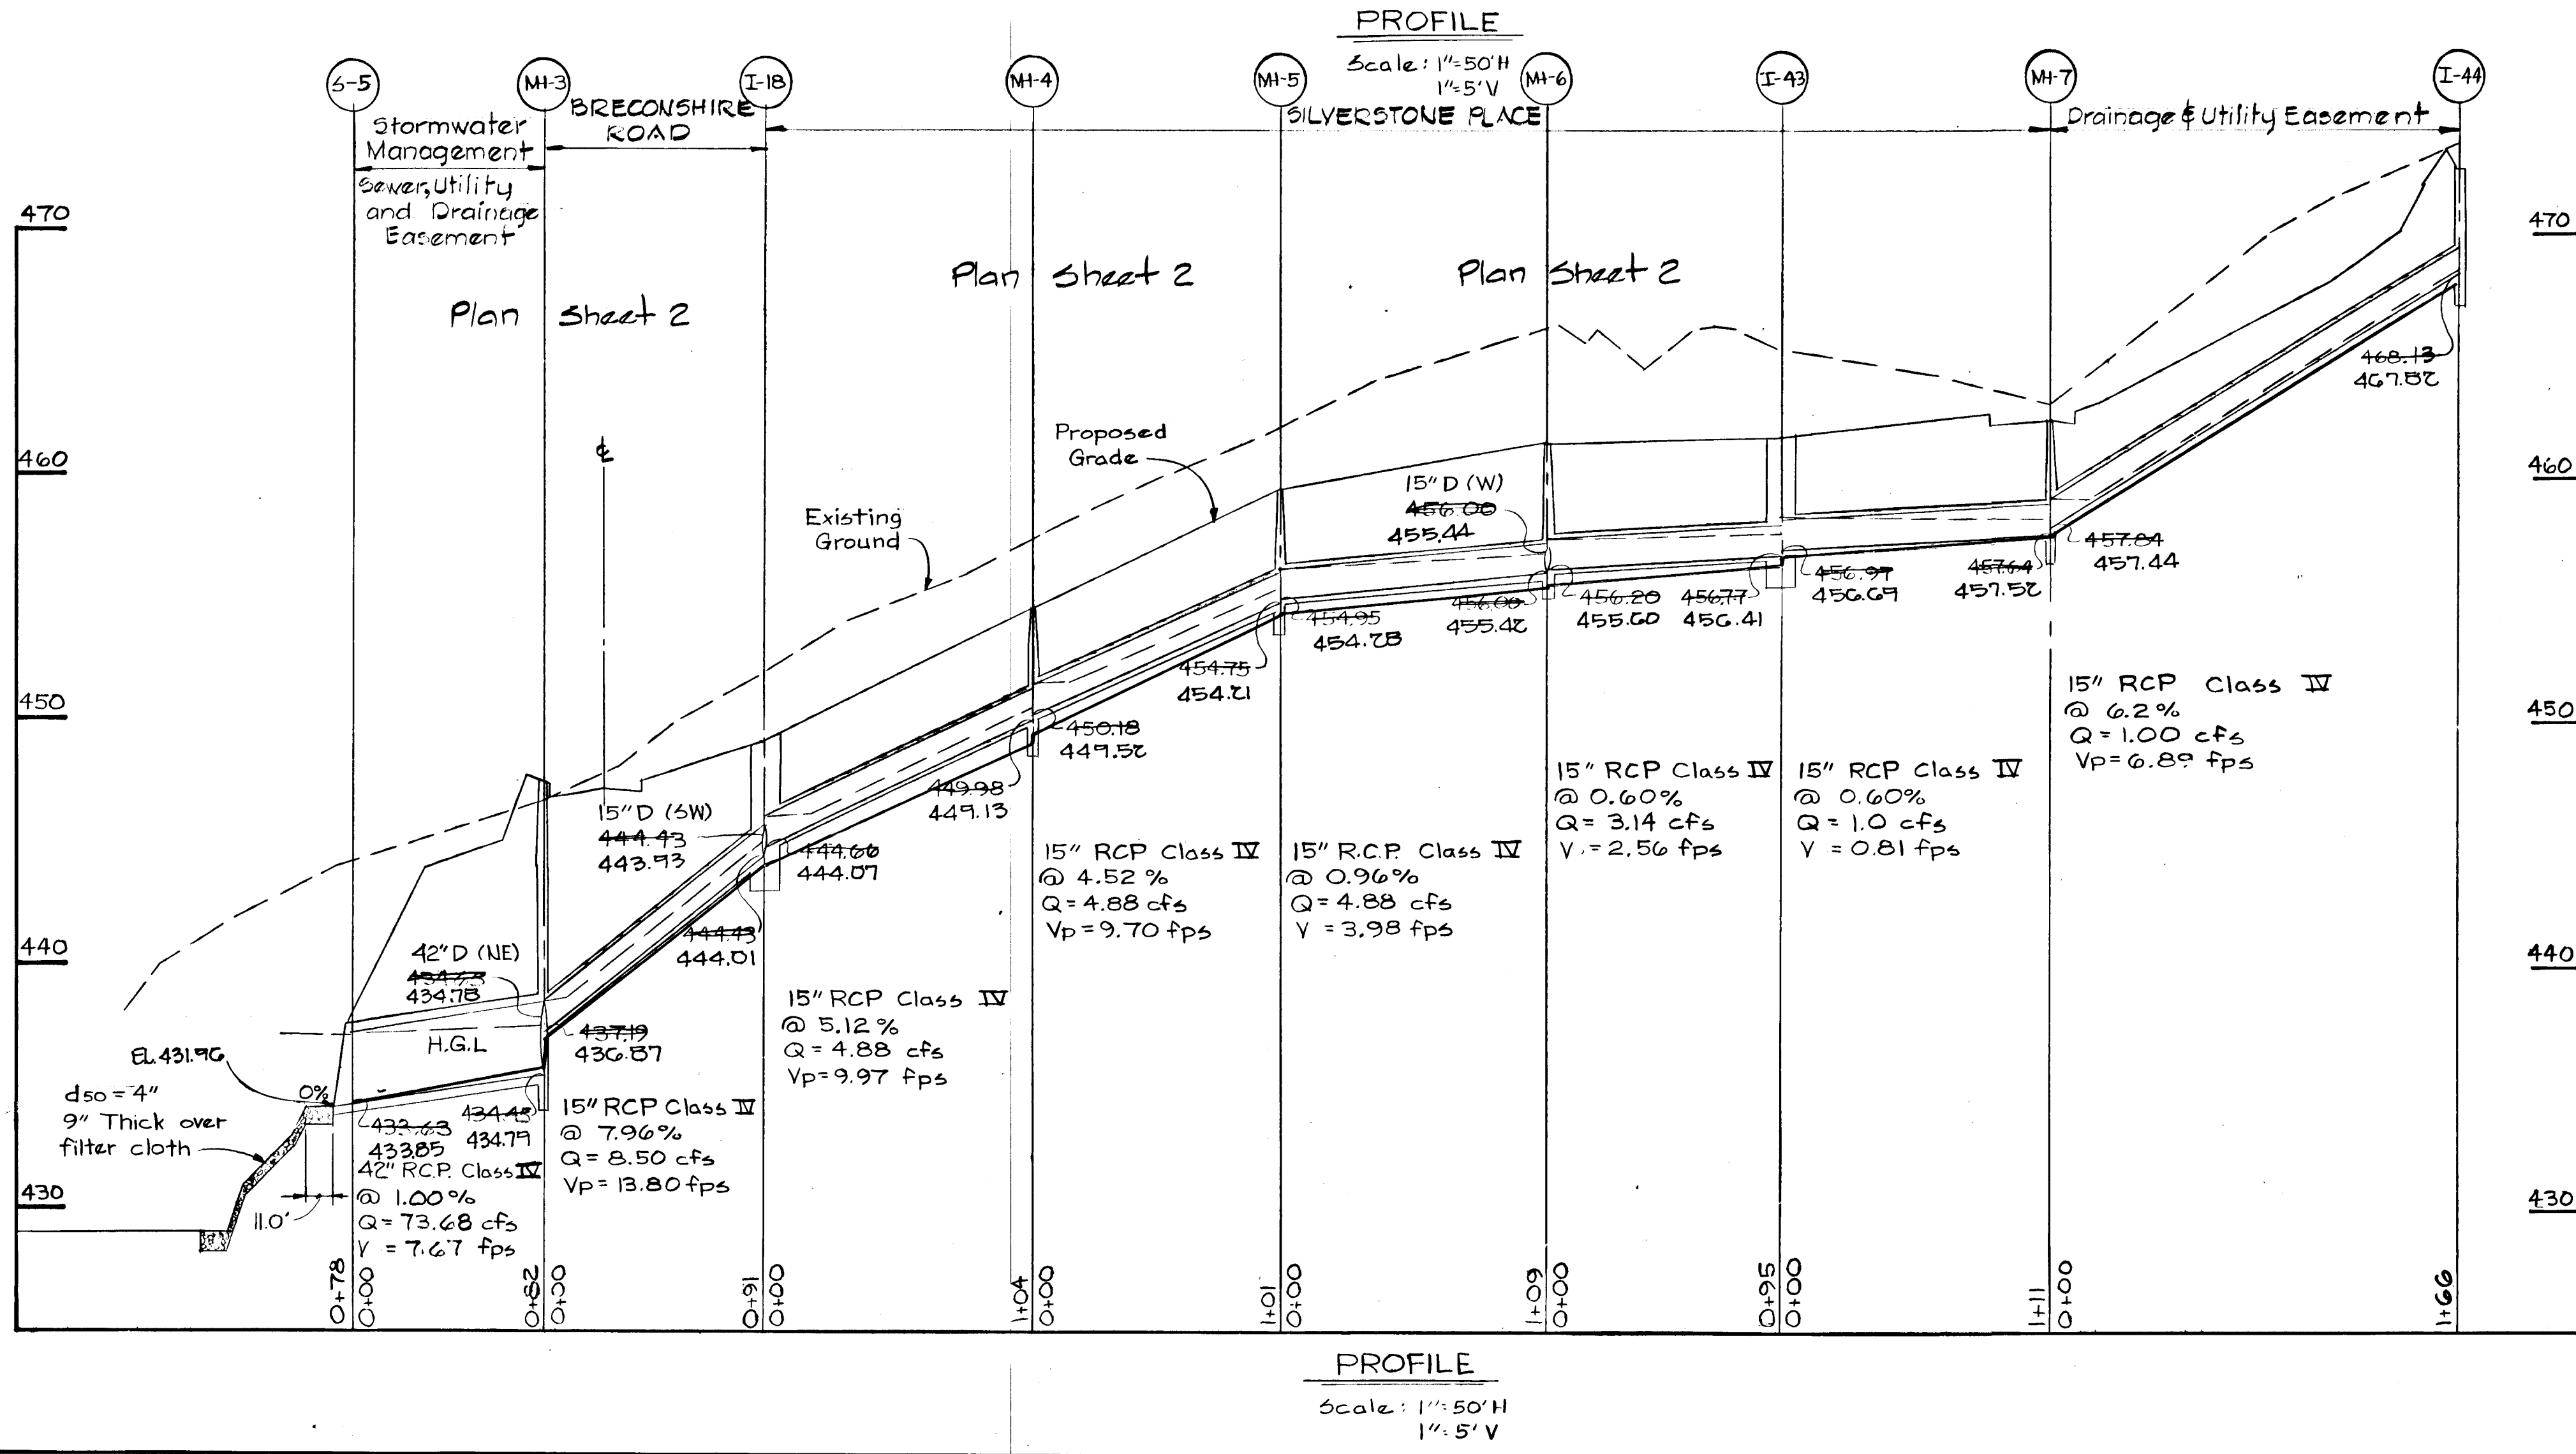 PROFILE
Scale: 1"=50'H
1"=5'V
S-5
MH-3
I-18
MH-4
MH-5
MH-6
I-43
MH-7
I-44
Stormwater
Management
Sewer, Utility
and Drainage
Easement
BRECONSHIRE
ROAD
SILVERSTONE PLACE
Drainage & Utility Easement
470
460
450
440
430
470
460
450
440
430
Plan Sheet 2
Plan Sheet 2
Plan Sheet 2
℄
Existing
Ground
Proposed
Grade
15" D (W)
456.00
455.44
15" D (SW)
444.43
443.93
42" D (NE)
434.78
H.G.L
EL. 431.96
0%
d50 = 4"
9" Thick over
filter cloth
11.0'
433.63
433.85
434.45
434.79
437.19
436.87
444.43
444.01
444.66
444.07
449.98
449.13
450.18
449.52
454.75
454.21
454.95
454.28
456.00
455.42
456.20
455.60
456.77
456.41
456.97
456.69
457.64
457.52
457.84
457.44
468.13
467.82
42" R.C.P. Class IV
@ 1.00%
Q = 73.68 cfs
V = 7.67 fps
15" RCP Class IV
@ 7.96%
Q = 8.50 cfs
Vp = 13.80 fps
15" RCP Class IV
@ 5.12%
Q = 4.88 cfs
Vp = 9.97 fps
15" RCP Class IV
@ 4.52%
Q = 4.88 cfs
Vp = 9.70 fps
15" R.C.P. Class IV
@ 0.96%
Q = 4.88 cfs
V = 3.98 fps
15" RCP Class IV
@ 0.60%
Q = 3.14 cfs
V = 2.56 fps
15" RCP Class IV
@ 0.60%
Q = 1.0 cfs
V = 0.81 fps
15" RCP Class IV
@ 6.2%
Q = 1.00 cfs
Vp = 6.89 fps
0+78
0+00
0+82
0+00
0+91
0+00
1+04
0+00
1+01
0+00
1+09
0+00
0+95
0+00
1+11
0+00
1+66
PROFILE
Scale: 1"=50'H
1"=5'V